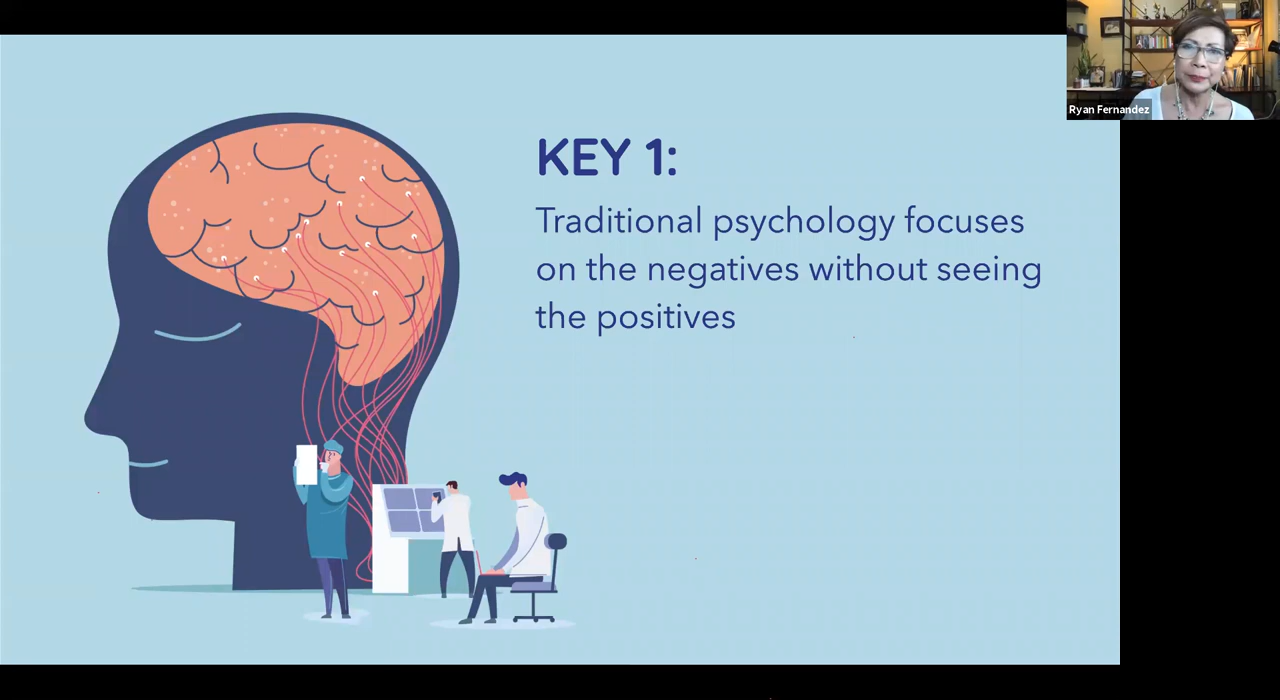 KEY 1:
Traditional psychology focuses
on the negatives without seeing
the positives
Ryan Fernandez